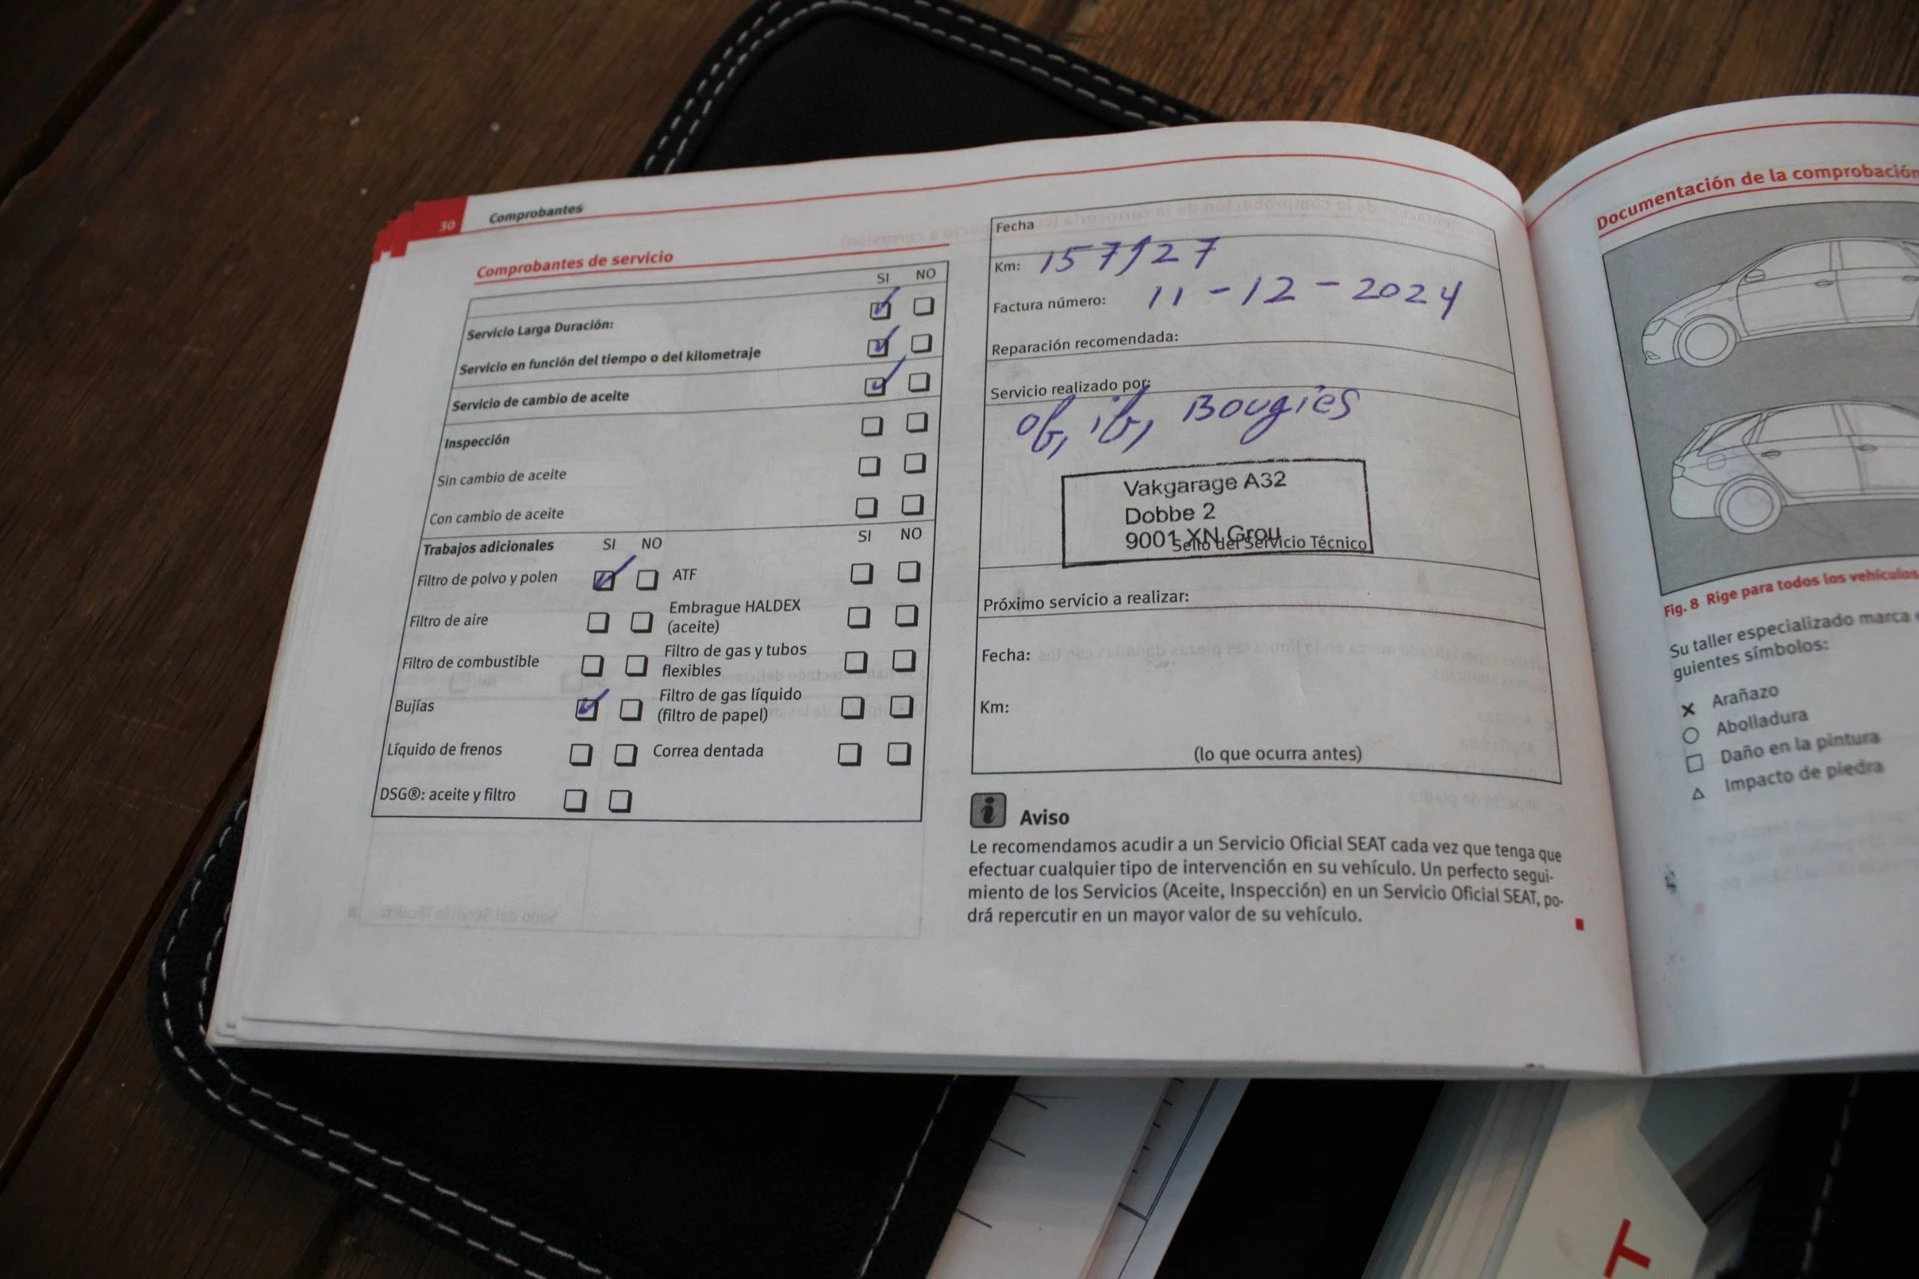 30 Comprobantes
Comprobantes de servicio
SI NO
Servicio Larga Duración:
Servicio en función del tiempo o del kilometraje
Servicio de cambio de aceite
Inspección
Sin cambio de aceite
Con cambio de aceite
Trabajos adicionales SI NO SI NO
Filtro de polvo y polen ATF
Filtro de aire Embrague HALDEX
(aceite)
Filtro de combustible Filtro de gas y tubos
flexibles
Bujías Filtro de gas líquido
(filtro de papel)
Líquido de frenos Correa dentada
DSG®: aceite y filtro
Fecha
Km: 157127
Factura número: 11-12-2024
Reparación recomendada:
Servicio realizado por:
of, if, Bougies
Vakgarage A32
Dobbe 2
9001 XN Grou
Sello del Servicio Técnico
Próximo servicio a realizar:
Fecha:
Km:
(lo que ocurra antes)
Aviso
Le recomendamos acudir a un Servicio Oficial SEAT cada vez que tenga que
efectuar cualquier tipo de intervención en su vehículo. Un perfecto segui-
miento de los Servicios (Aceite, Inspección) en un Servicio Oficial SEAT, po-
drá repercutir en un mayor valor de su vehículo.
Documentación de la comprobación
Fig. 8 Rige para todos los vehículos
Su taller especializado marca
guientes símbolos:
Arañazo
Abolladura
Daño en la pintura
Impacto de piedra
T